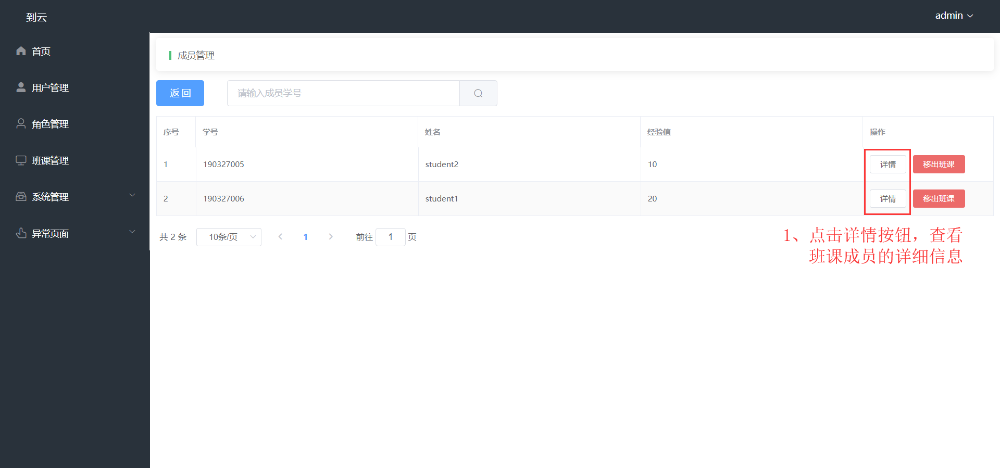 到云
admin
首页
用户管理
角色管理
班课管理
系统管理
异常页面
成员管理
返回
请输入成员学号
序号 学号 姓名 经验值 操作
1 190327005 student2 10 详情 移出班课
2 190327006 student1 20 详情 移出班课
共 2 条 10条/页 1 前往 1 页
1、点击详情按钮，查看
班课成员的详细信息